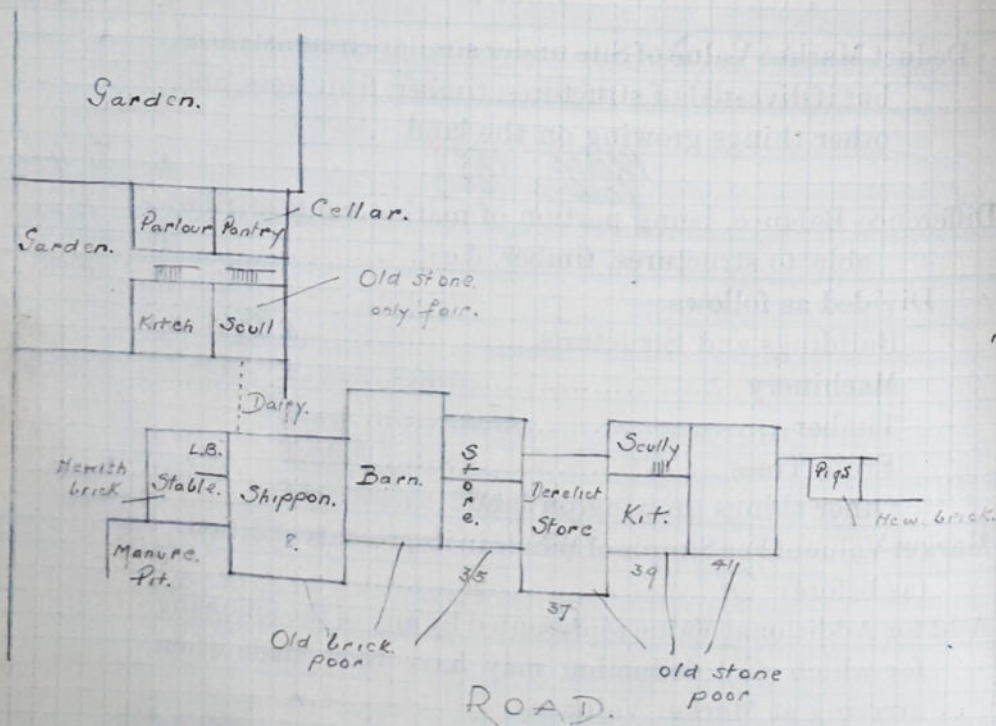 Garden.
Cellar.
Parlour
Pantry
Garden.
Old stone
only fair.
Kitch
Scull
Dairy.
L.B.
Stable.
Shippon.
?
Barn.
Store.
Derelict
Store
Scully
Kit.
Pigs
New. brick.
brick
Manure.
Pit.
35
37
39
41
Old brick
poor
old stone
poor
ROAD.